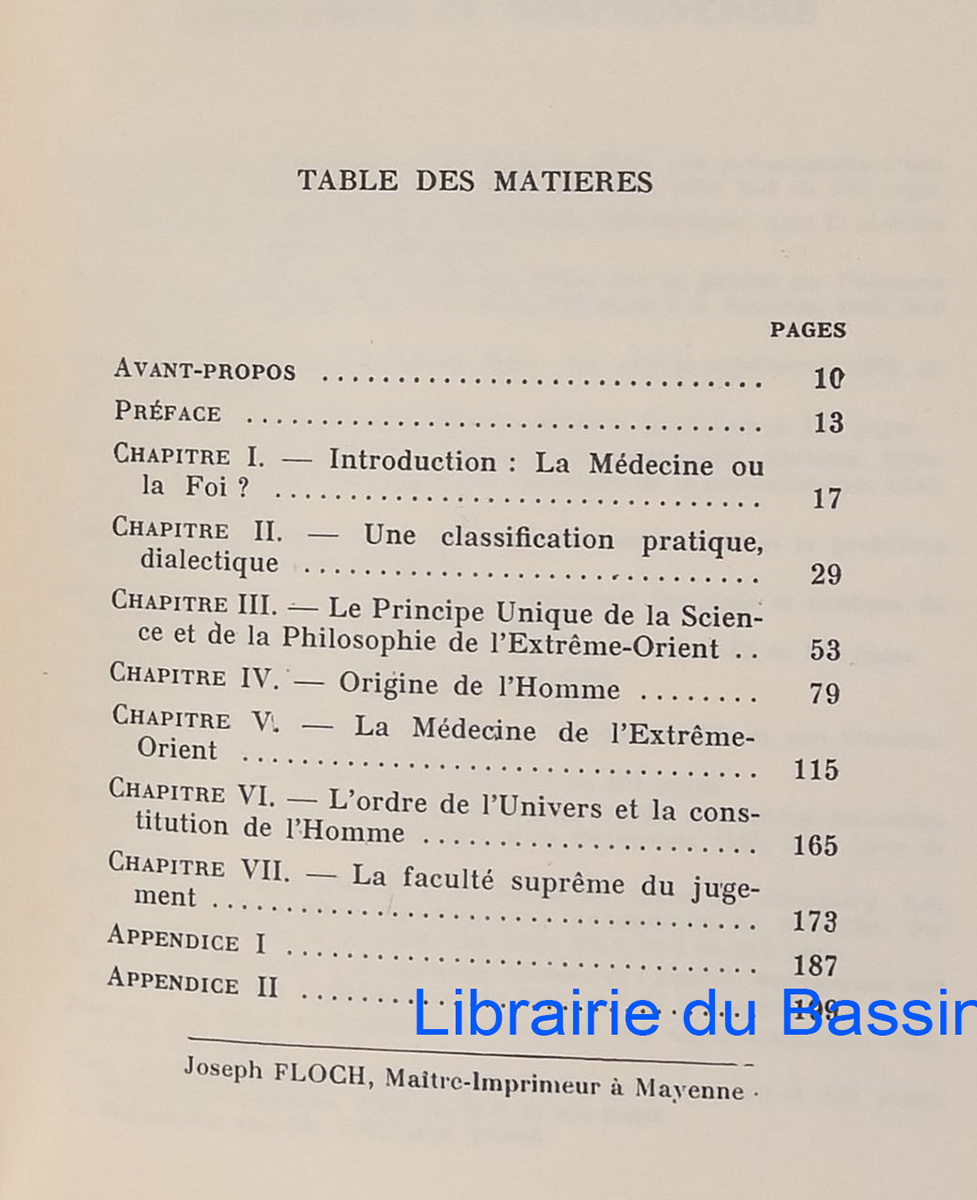 TABLE DES MATIERES
PAGES
AVANT-PROPOS .............................. 10
PRÉFACE ................................... 13
CHAPITRE I. — Introduction : La Médecine ou
la Foi ? ................................. 17
CHAPITRE II. — Une classification pratique,
dialectique ............................... 29
CHAPITRE III. — Le Principe Unique de la Scien-
ce et de la Philosophie de l'Extrême-Orient .. 53
CHAPITRE IV. — Origine de l'Homme ........ 79
CHAPITRE V. — La Médecine de l'Extrême-
Orient ................................... 115
CHAPITRE VI. — L'ordre de l'Univers et la cons-
titution de l'Homme ....................... 165
CHAPITRE VII. — La faculté suprême du juge-
ment ..................................... 173
APPENDICE I ................................ 187
APPENDICE II ............................... 199
Librairie du Bassin
Joseph FLOCH, Maître-Imprimeur à Mayenne